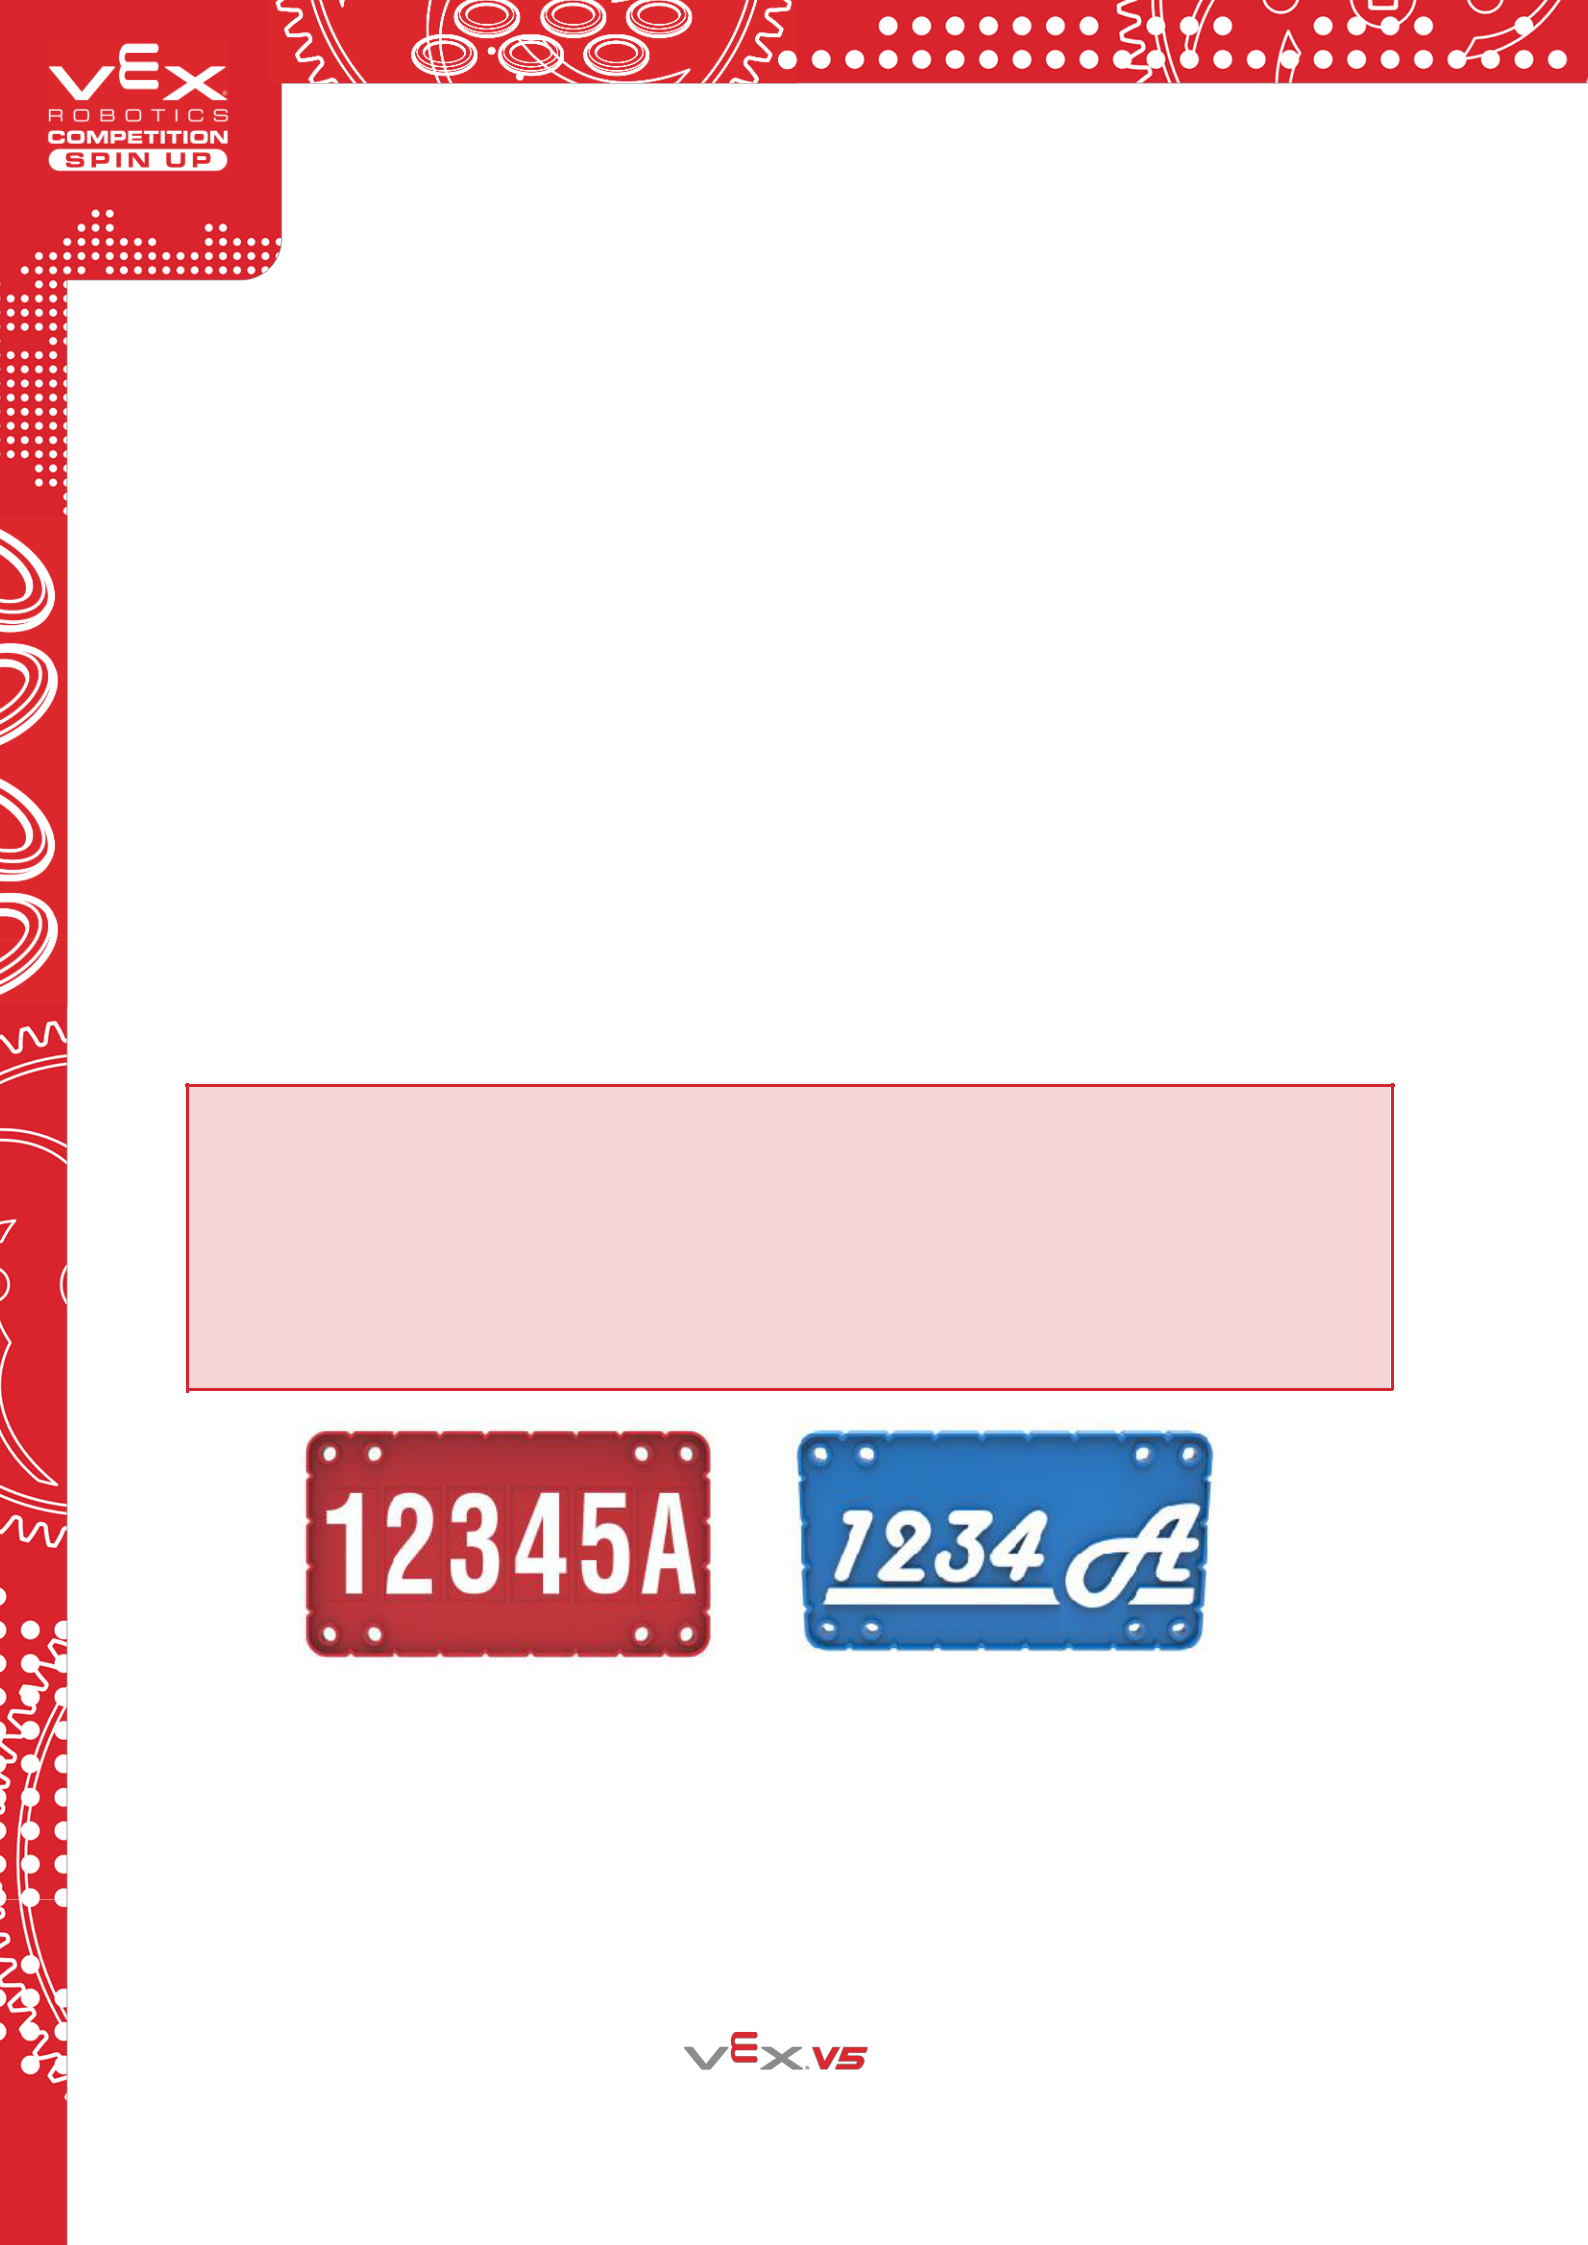 VEX
ROBOTICS
COMPETITION
SPIN UP
12345A
1234 A
VEX V5